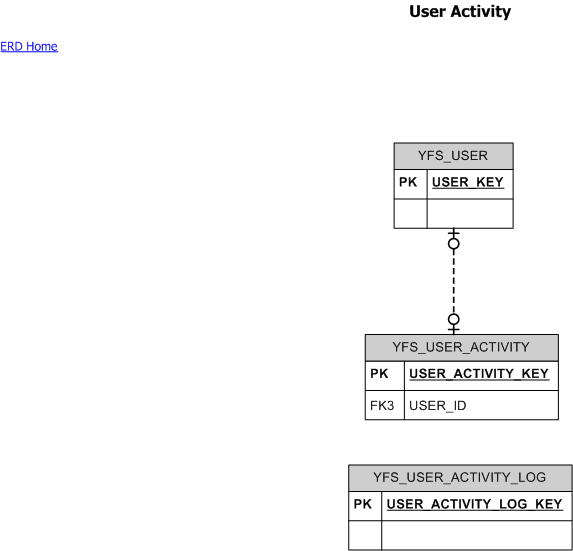 User Activity
ERD Home
YFS_USER
PK USER_KEY
YFS_USER_ACTIVITY
PK USER_ACTIVITY_KEY
FK3 USER_ID
YFS_USER_ACTIVITY_LOG
PK USER_ACTIVITY_LOG_KEY